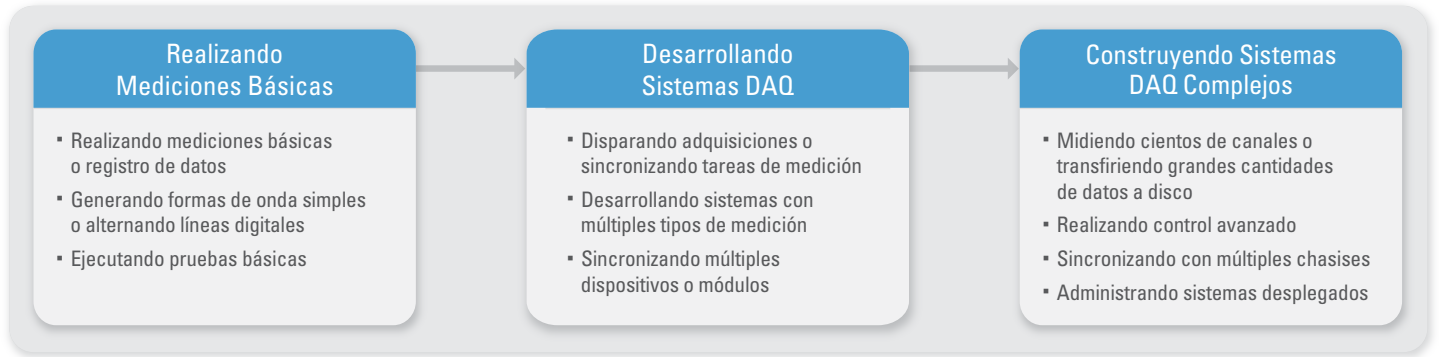 Realizando
Mediciones Básicas
▪ Realizando mediciones básicas
o registro de datos
▪ Generando formas de onda simples
o alternando líneas digitales
▪ Ejecutando pruebas básicas
Desarrollando
Sistemas DAQ
▪ Disparando adquisiciones o
sincronizando tareas de medición
▪ Desarrollando sistemas con
múltiples tipos de medición
▪ Sincronizando múltiples
dispositivos o módulos
Construyendo Sistemas
DAQ Complejos
▪ Midiendo cientos de canales o
transfiriendo grandes cantidades
de datos a disco
▪ Realizando control avanzado
▪ Sincronizando con múltiples chasises
▪ Administrando sistemas desplegados